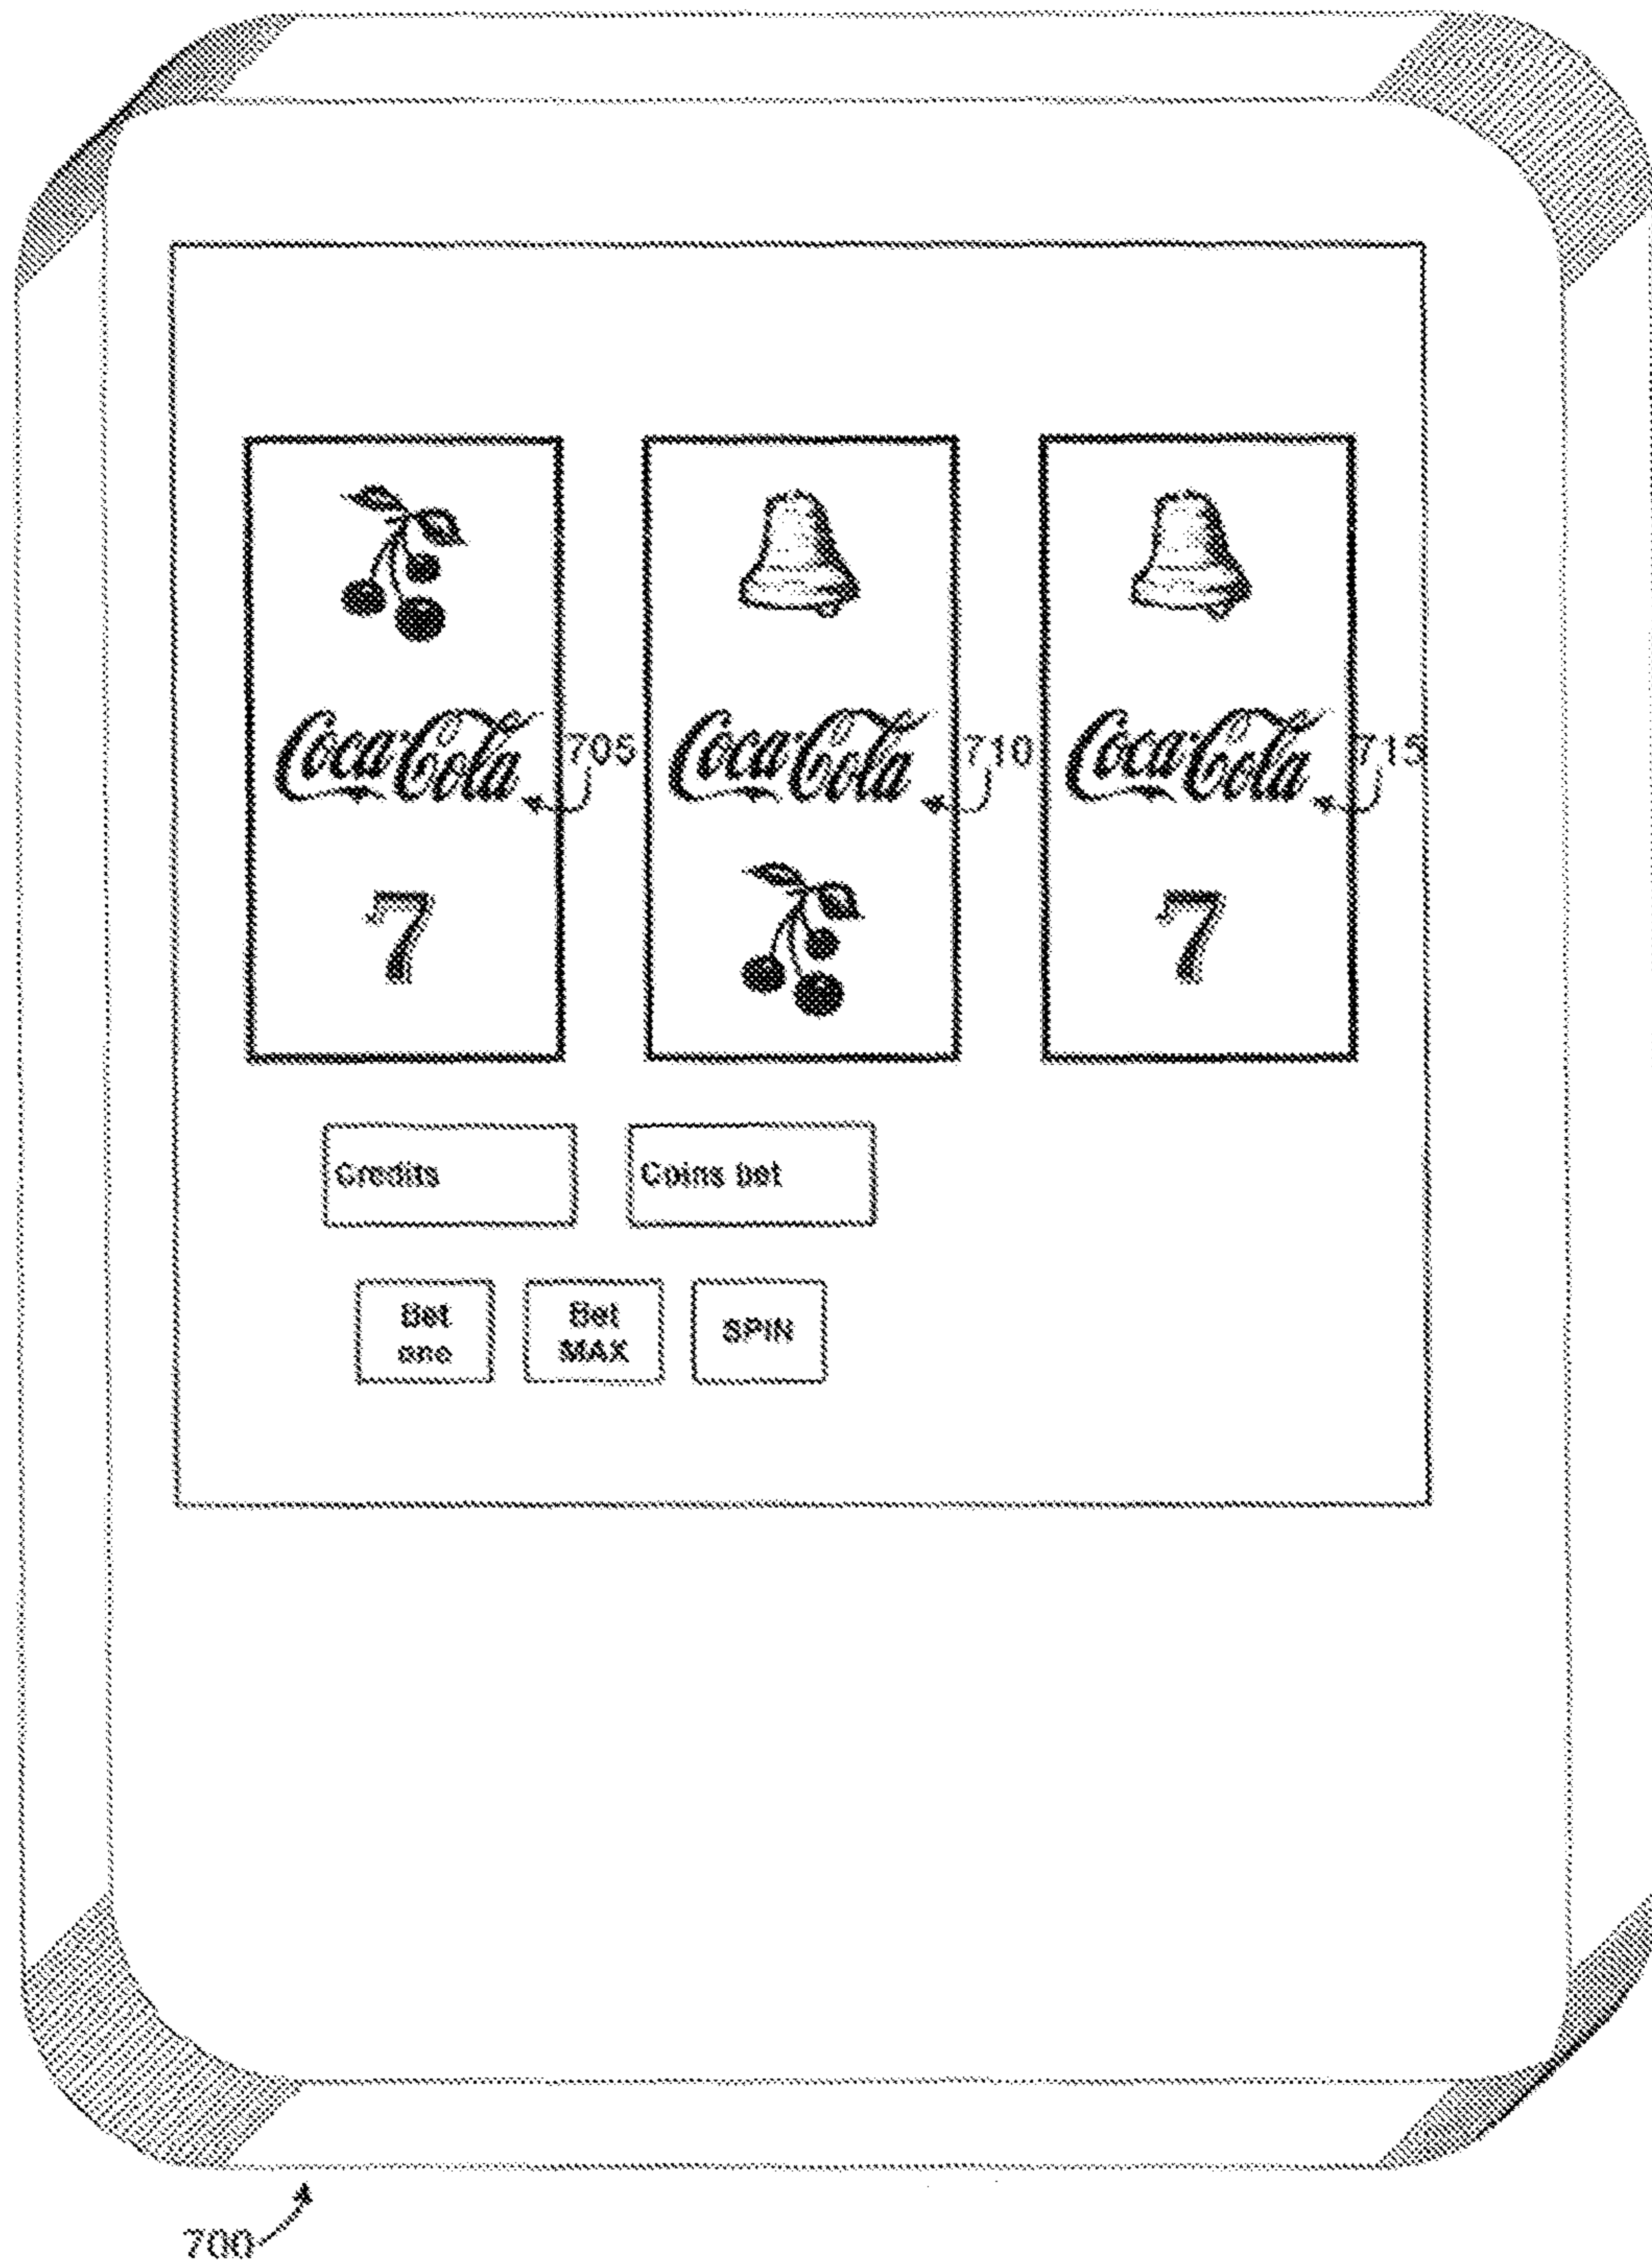 Coca-Cola 705 Coca-Cola 710 Coca-Cola 715
7 7
Credits Coins bet
Bet one Bet MAX SPIN
700